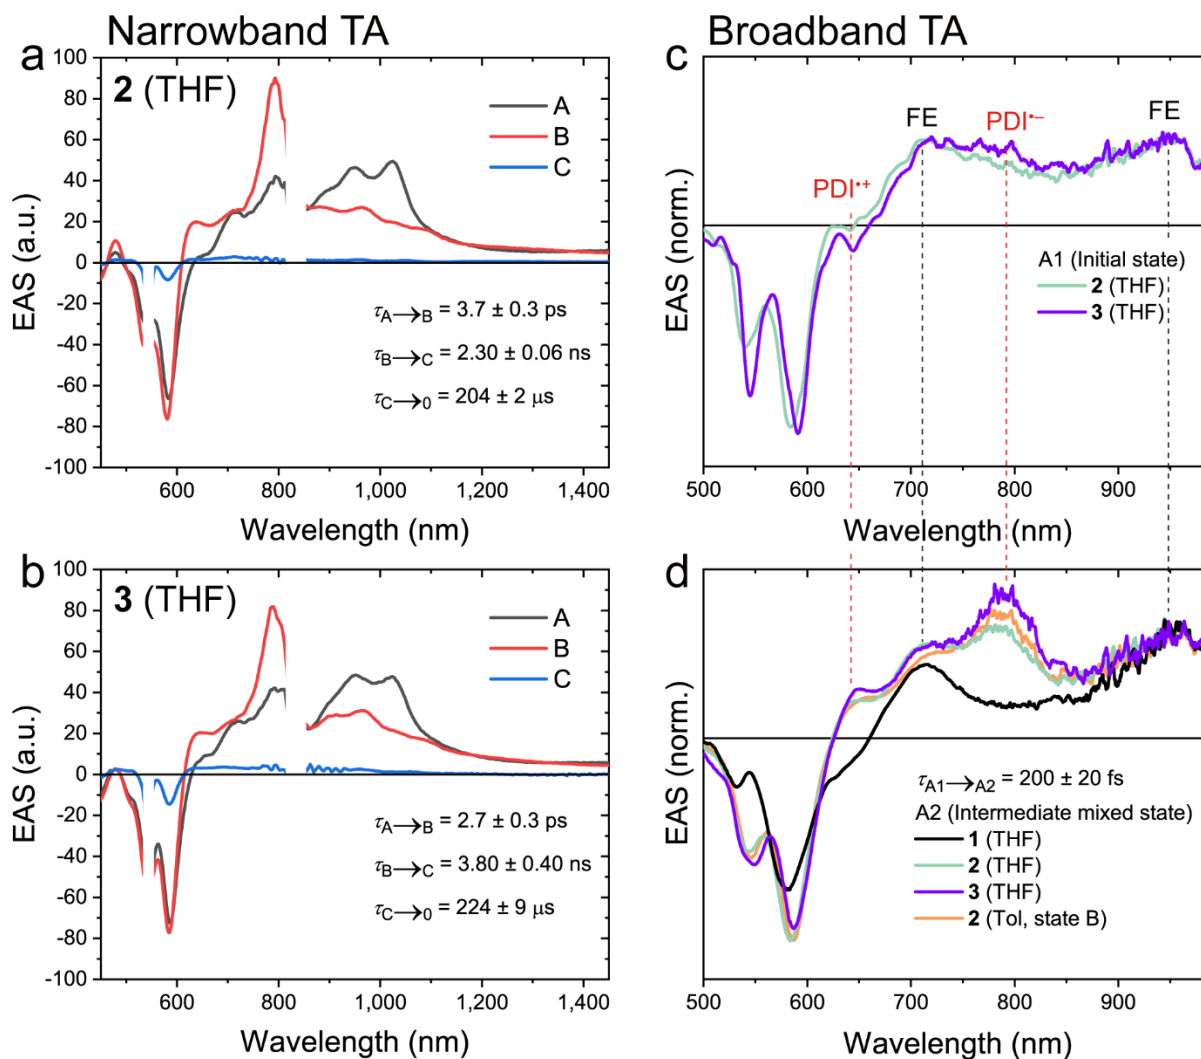 Narrowband TA
Broadband TA
a
2 (THF)
A
B
C
τA→B = 3.7 ± 0.3 ps
τB→C = 2.30 ± 0.06 ns
τC→0 = 204 ± 2 μs
EAS (a.u.)
100
80
60
40
20
0
-20
-40
-60
-80
-100
600
800
1,000
1,200
1,400
Wavelength (nm)
c
FE
PDI•−
FE
PDI•+
A1 (Initial state)
2 (THF)
3 (THF)
EAS (norm.)
500
600
700
800
900
Wavelength (nm)
b
3 (THF)
A
B
C
τA→B = 2.7 ± 0.3 ps
τB→C = 3.80 ± 0.40 ns
τC→0 = 224 ± 9 μs
EAS (a.u.)
100
80
60
40
20
0
-20
-40
-60
-80
-100
600
800
1,000
1,200
1,400
Wavelength (nm)
d
τA1→A2 = 200 ± 20 fs
A2 (Intermediate mixed state)
1 (THF)
2 (THF)
3 (THF)
2 (Tol, state B)
EAS (norm.)
500
600
700
800
900
Wavelength (nm)